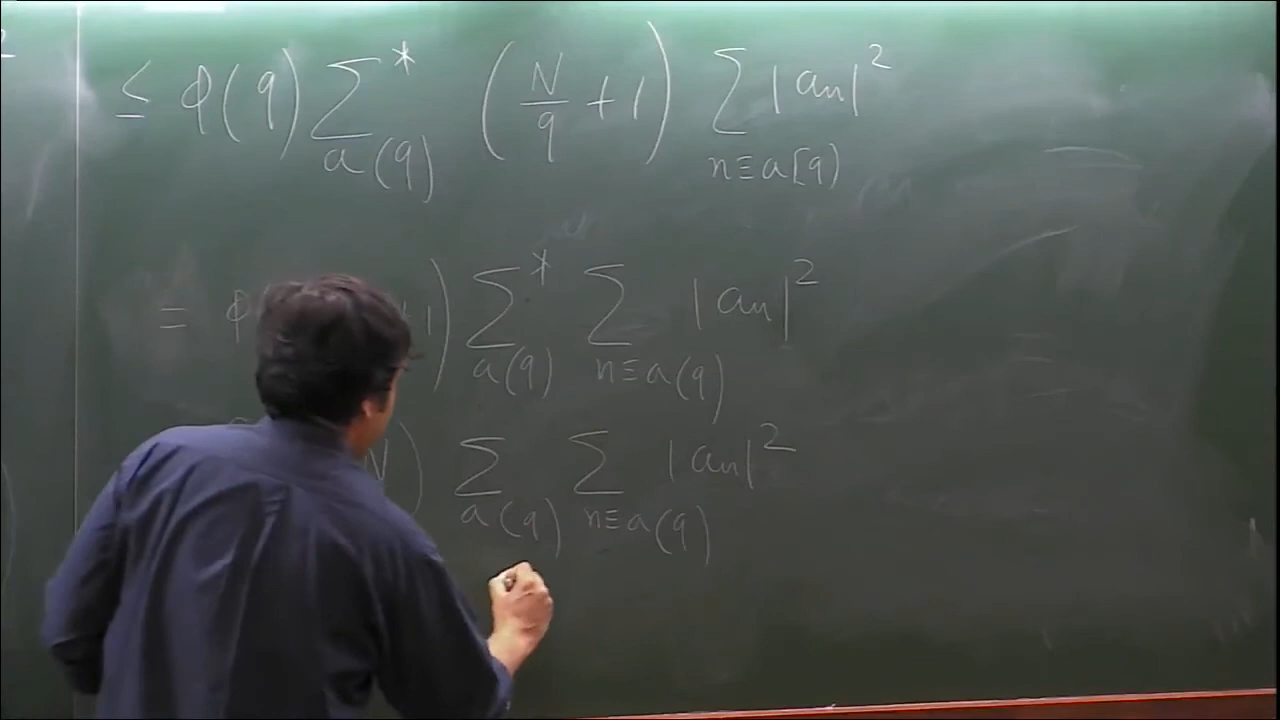 ≤ φ(q) ∑* (N/q + 1) ∑ |an|²
a(q) n≡a[q)
= φ 1) ∑* ∑ |an|²
a(q) n≡a(q)
N) ∑ ∑ |an|²
a(q) n≡a(q)